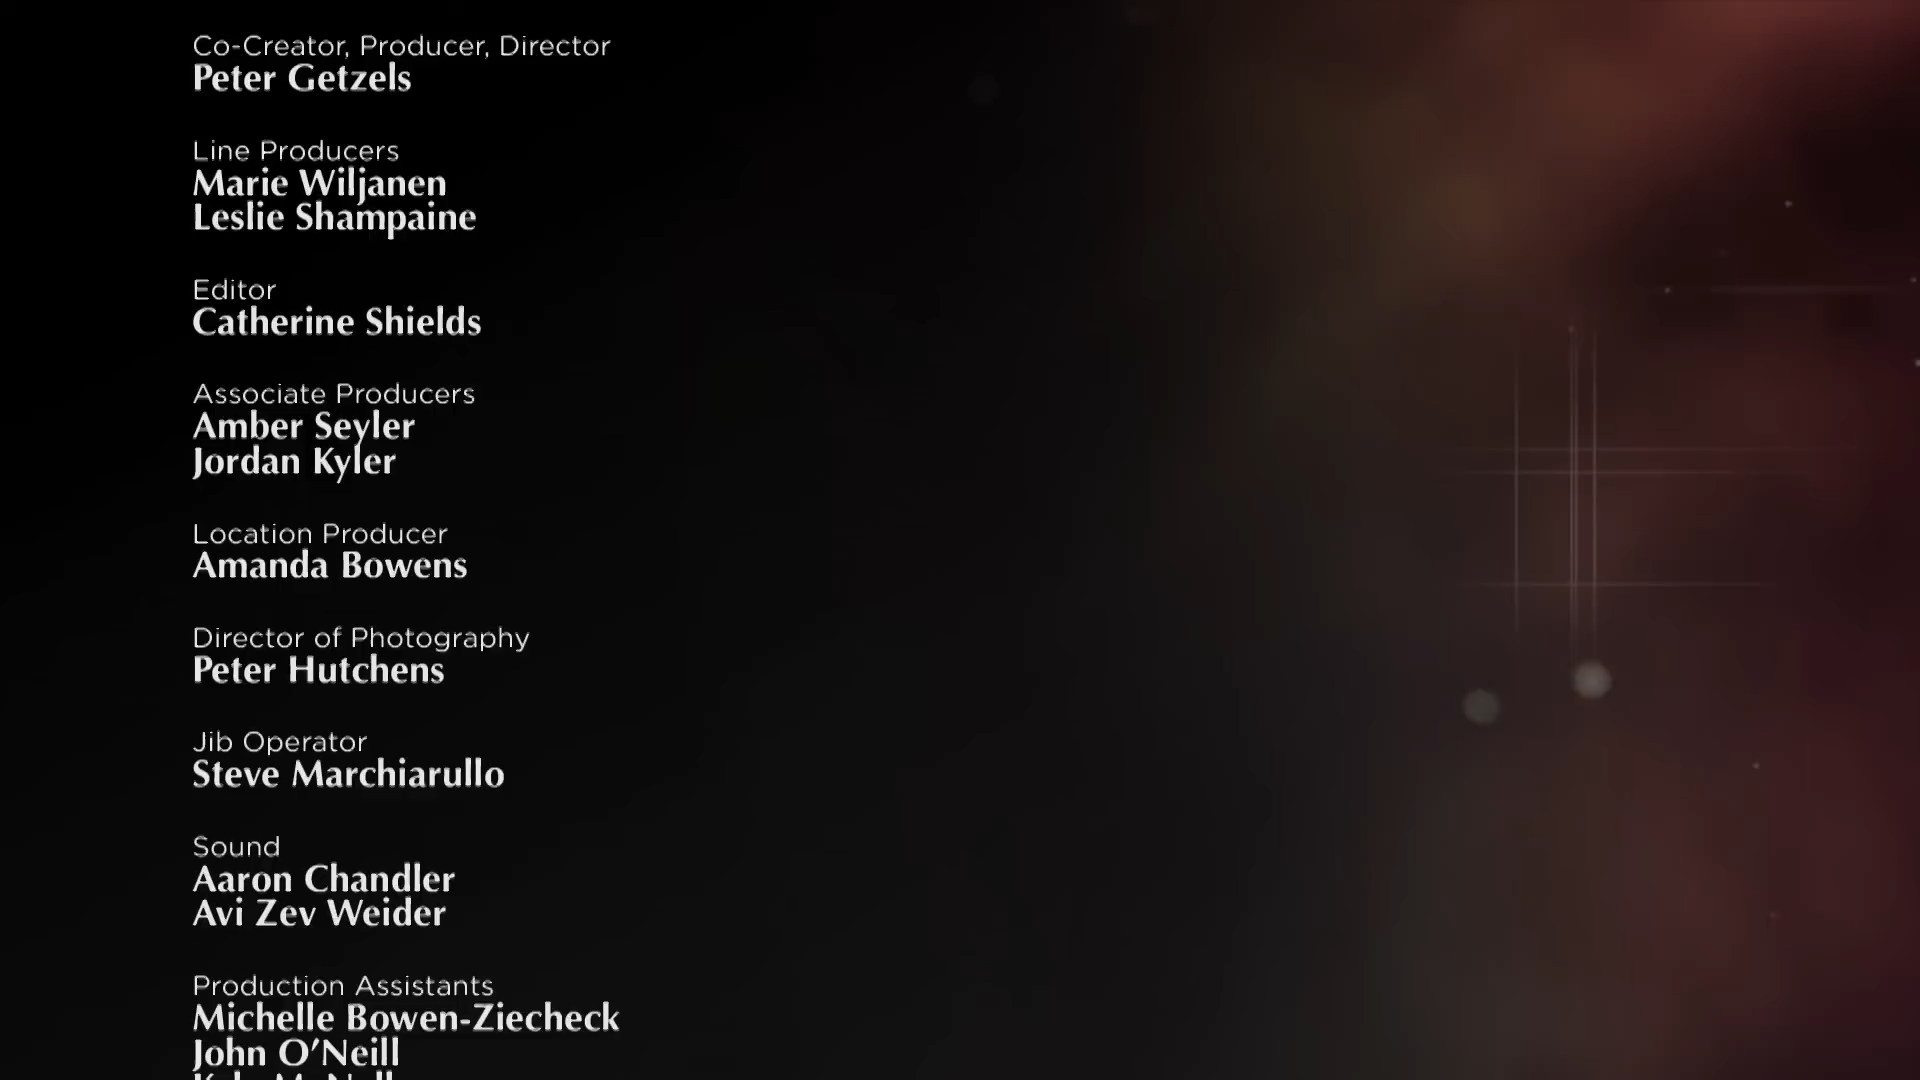 Co-Creator, Producer, Director
Peter Getzels
Line Producers
Marie Wiljanen
Leslie Shampaine
Editor
Catherine Shields
Associate Producers
Amber Seyler
Jordan Kyler
Location Producer
Amanda Bowens
Director of Photography
Peter Hutchens
Jib Operator
Steve Marchiarullo
Sound
Aaron Chandler
Avi Zev Weider
Production Assistants
Michelle Bowen-Ziecheck
John O’Neill